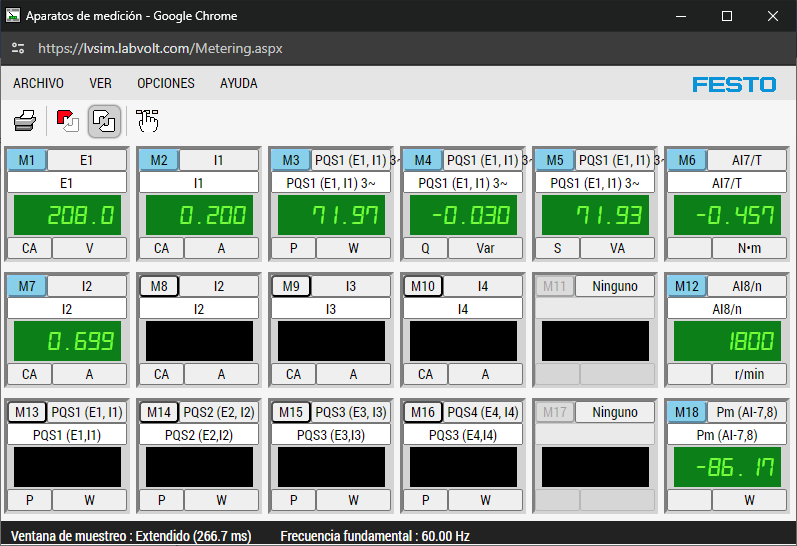 Aparatos de medición - Google Chrome
https://lvsim.labvolt.com/Metering.aspx
ARCHIVO VER OPCIONES AYUDA
FESTO
M1 E1 M2 I1 M3 PQS1 (E1, I1) 3~ M4 PQS1 (E1, I1) 3~ M5 PQS1 (E1, I1) 3~ M6 AI7/T
E1 I1 PQS1 (E1, I1) 3~ PQS1 (E1, I1) 3~ PQS1 (E1, I1) 3~ AI7/T
208.0 0.200 71.97 -0.030 71.93 -0.457
CA V CA A P W Q Var S VA N•m
M7 I2 M8 I2 M9 I3 M10 I4 M11 Ninguno M12 AI8/n
I2 I2 I3 I4 AI8/n
0.699 1800
CA A CA A CA A CA A r/min
M13 PQS1 (E1, I1) M14 PQS2 (E2, I2) M15 PQS3 (E3, I3) M16 PQS4 (E4, I4) M17 Ninguno M18 Pm (AI-7,8)
PQS1 (E1,I1) PQS2 (E2,I2) PQS3 (E3,I3) PQS3 (E4,I4) Pm (AI-7,8)
-86.17
P W P W P W P W W
Ventana de muestreo : Extendido (266.7 ms) Frecuencia fundamental : 60.00 Hz